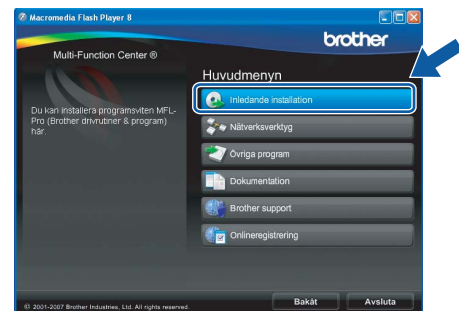 Macromedia Flash Player 8
brother
Multi-Function Center ®
Du kan installera programsviten MFL-
Pro (Brother drivrutiner & program)
här.
Huvudmenyn
Inledande installation
Nätverksverktyg
Övriga program
Dokumentation
Brother support
Onlineregistrering
© 2001-2007 Brother Industries, Ltd. All rights reserved.
Bakåt
Avsluta